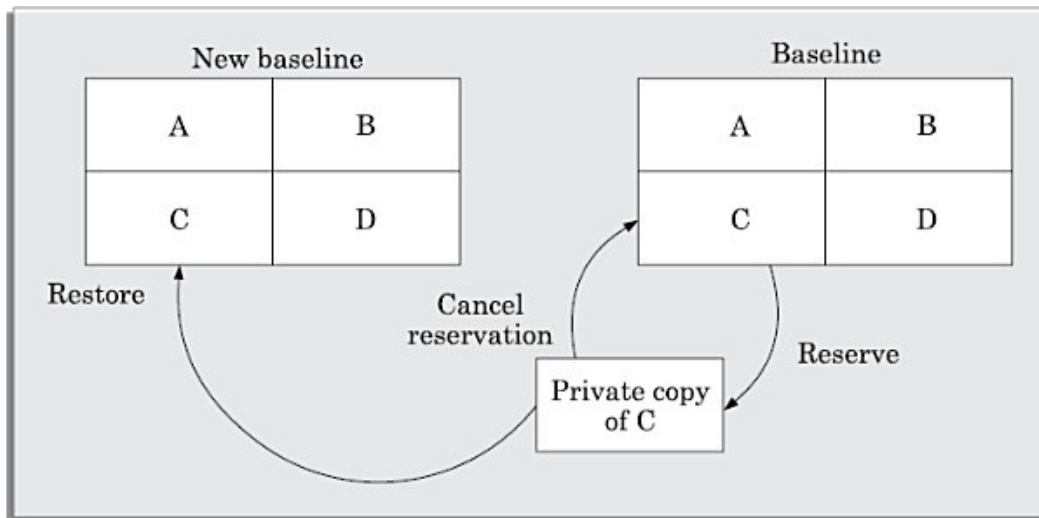 New baseline
Baseline
A
B
A
B
C
D
C
D
Restore
Cancel
reservation
Reserve
Private copy
of C